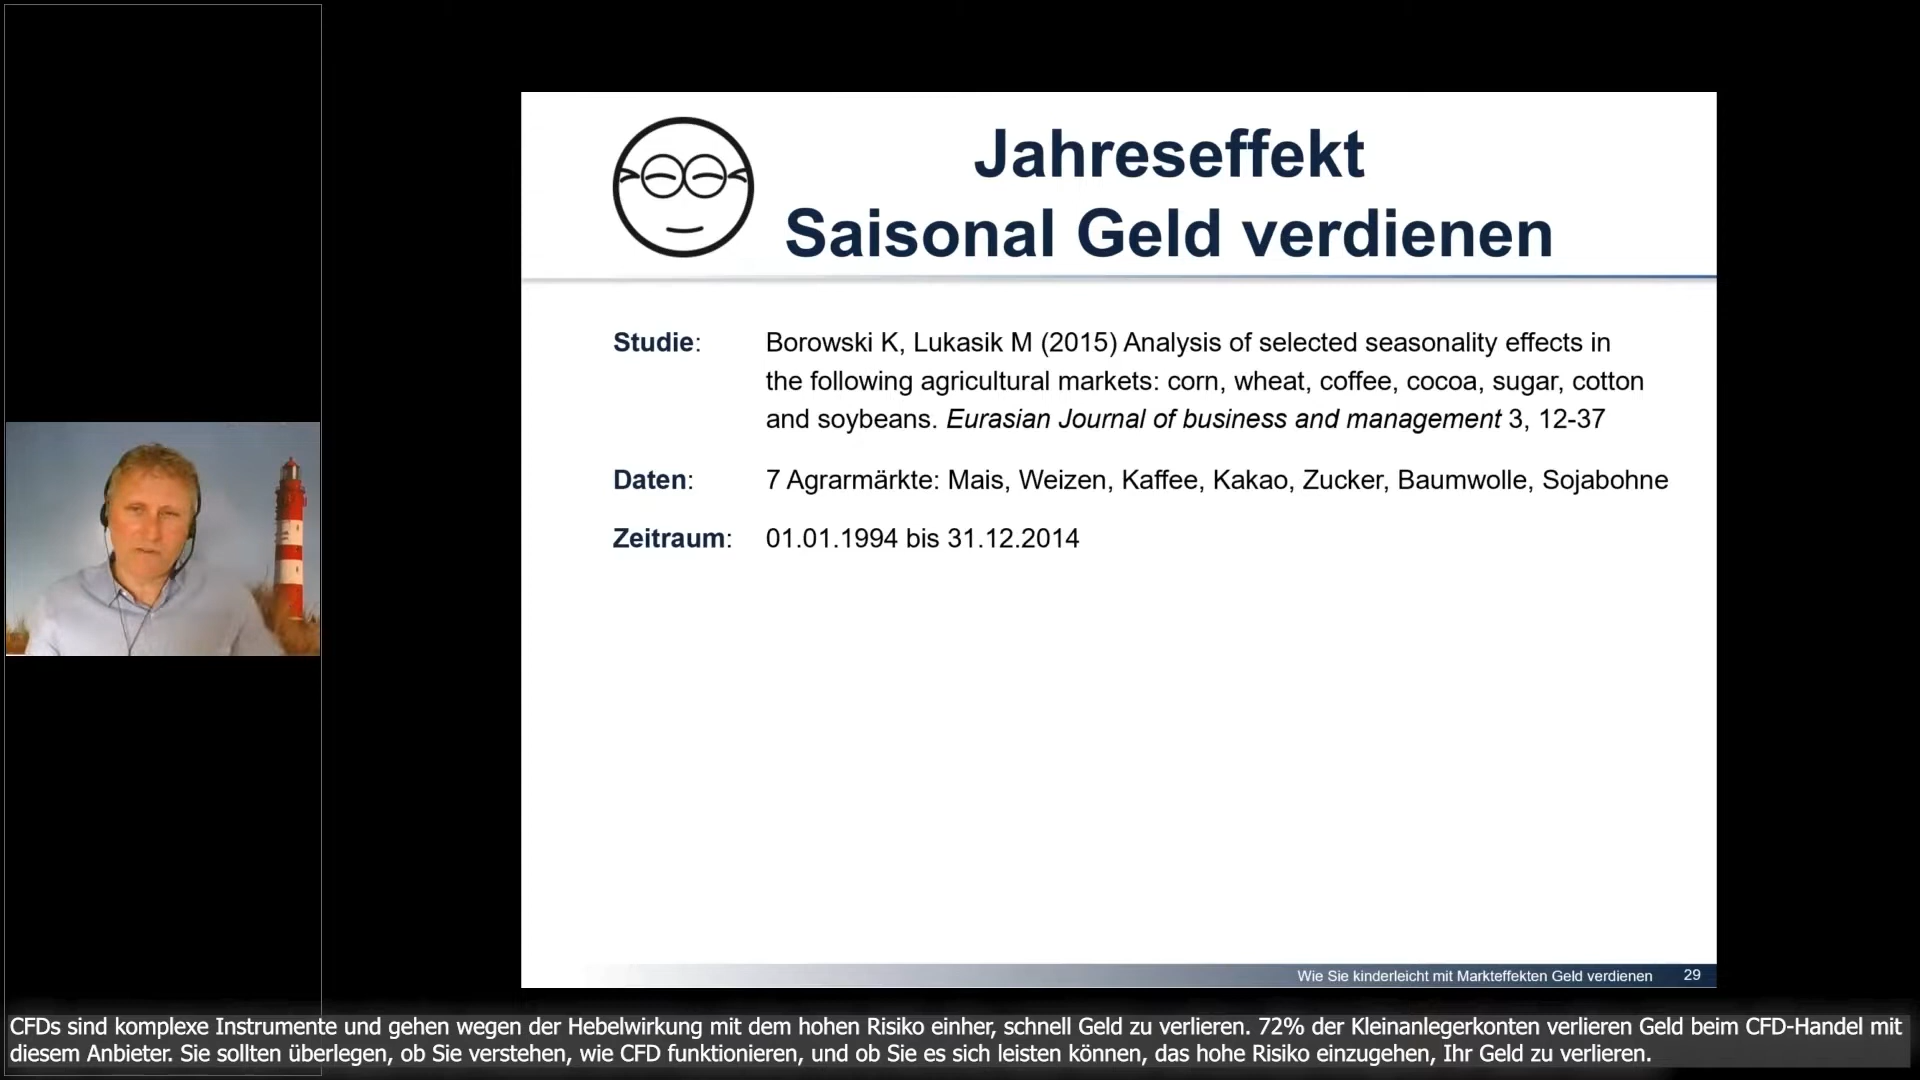 Jahreseffekt
Saisonal Geld verdienen
Studie: Borowski K, Lukasik M (2015) Analysis of selected seasonality effects in
the following agricultural markets: corn, wheat, coffee, cocoa, sugar, cotton
and soybeans. Eurasian Journal of business and management 3, 12-37
Daten: 7 Agrarmärkte: Mais, Weizen, Kaffee, Kakao, Zucker, Baumwolle, Sojabohne
Zeitraum: 01.01.1994 bis 31.12.2014
Wie Sie kinderleicht mit Markteffekten Geld verdienen 29
CFDs sind komplexe Instrumente und gehen wegen der Hebelwirkung mit dem hohen Risiko einher, schnell Geld zu verlieren. 72% der Kleinanlegerkonten verlieren Geld beim CFD-Handel mit
diesem Anbieter. Sie sollten überlegen, ob Sie verstehen, wie CFD funktionieren, und ob Sie es sich leisten können, das hohe Risiko einzugehen, Ihr Geld zu verlieren.